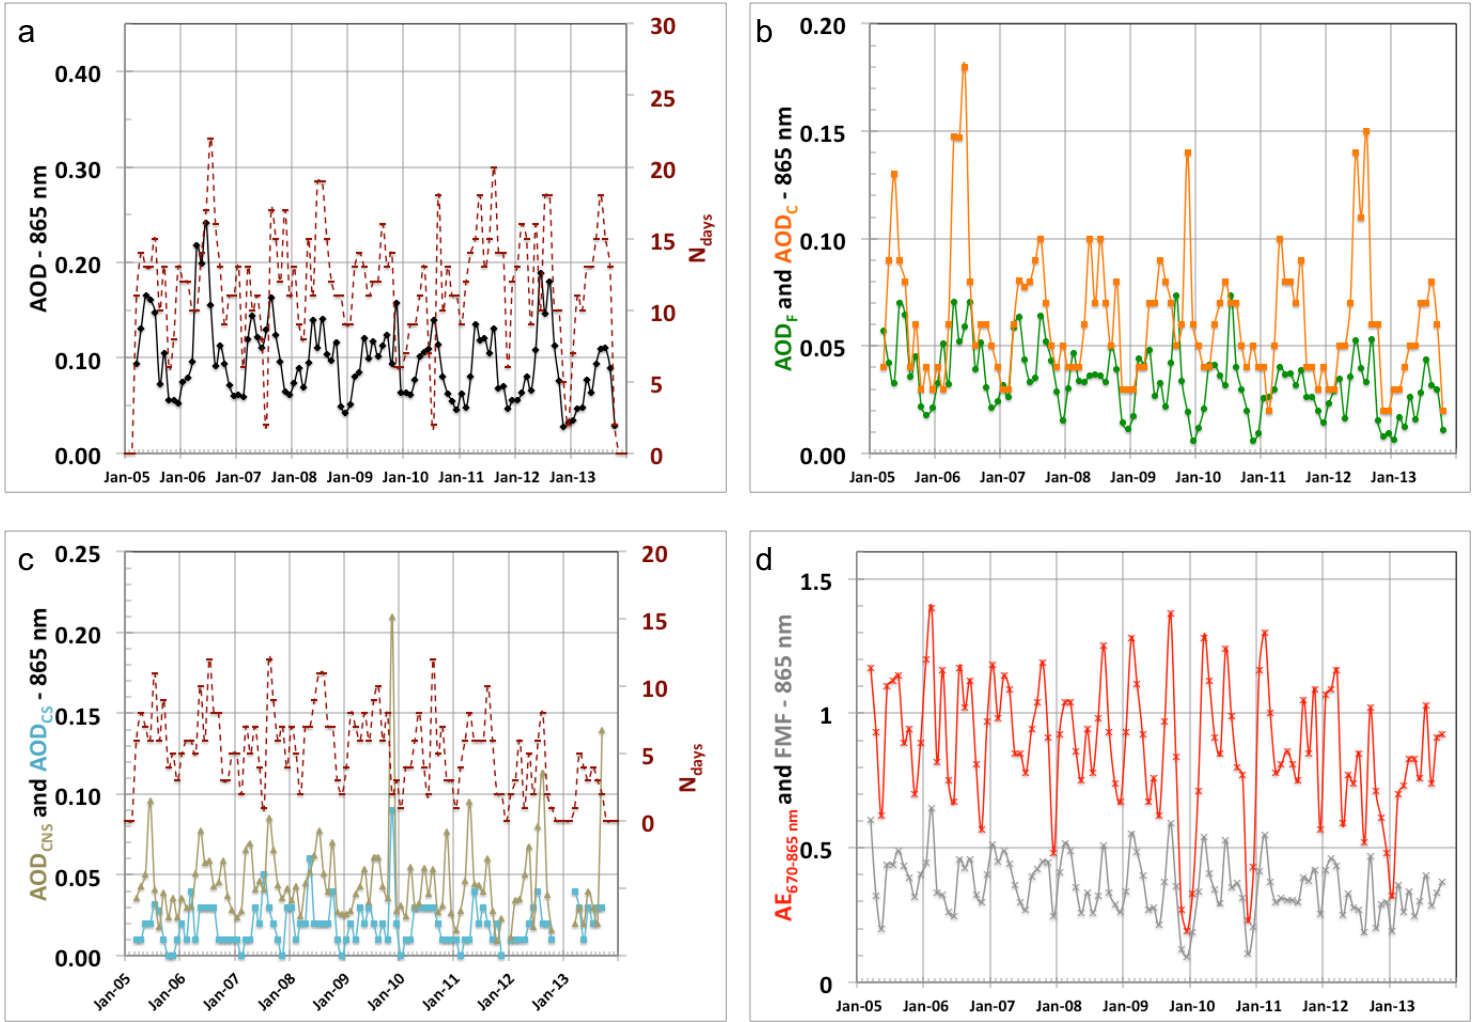 a
AOD - 865 nm
0.40
0.30
0.20
0.10
0.00
30
25
20
15
10
5
0
Ndays
Jan-05 Jan-06 Jan-07 Jan-08 Jan-09 Jan-10 Jan-11 Jan-12 Jan-13
b
AODF and AODC - 865 nm
0.20
0.15
0.10
0.05
0.00
Jan-05 Jan-06 Jan-07 Jan-08 Jan-09 Jan-10 Jan-11 Jan-12 Jan-13
c
AODCNS and AODCS - 865 nm
0.25
0.20
0.15
0.10
0.05
0.00
20
15
10
5
0
Ndays
Jan-05 Jan-06 Jan-07 Jan-08 Jan-09 Jan-10 Jan-11 Jan-12 Jan-13
d
AE670-865 nm and FMF - 865 nm
1.5
1
0.5
0
Jan-05 Jan-06 Jan-07 Jan-08 Jan-09 Jan-10 Jan-11 Jan-12 Jan-13